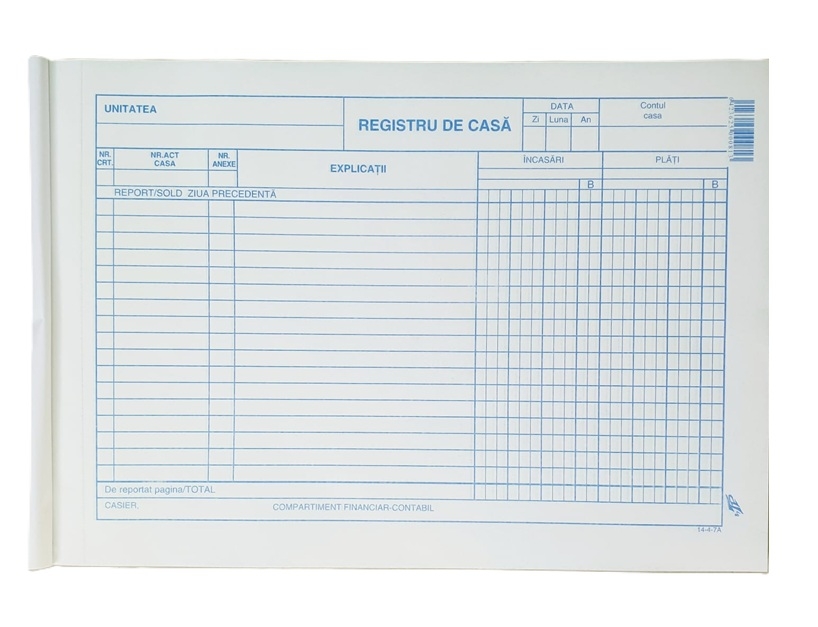 UNITATEA
REGISTRU DE CASĂ
DATA
Zi Luna An
Contul
casa
NR.
CRT.
NR.ACT
CASA
NR.
ANEXE
EXPLICAȚII
ÎNCASĂRI
PLĂȚI
B
B
REPORT/SOLD ZIUA PRECEDENTĂ
De reportat pagina/TOTAL
CASIER,
COMPARTIMENT FINANCIAR-CONTABIL
14-4-7A